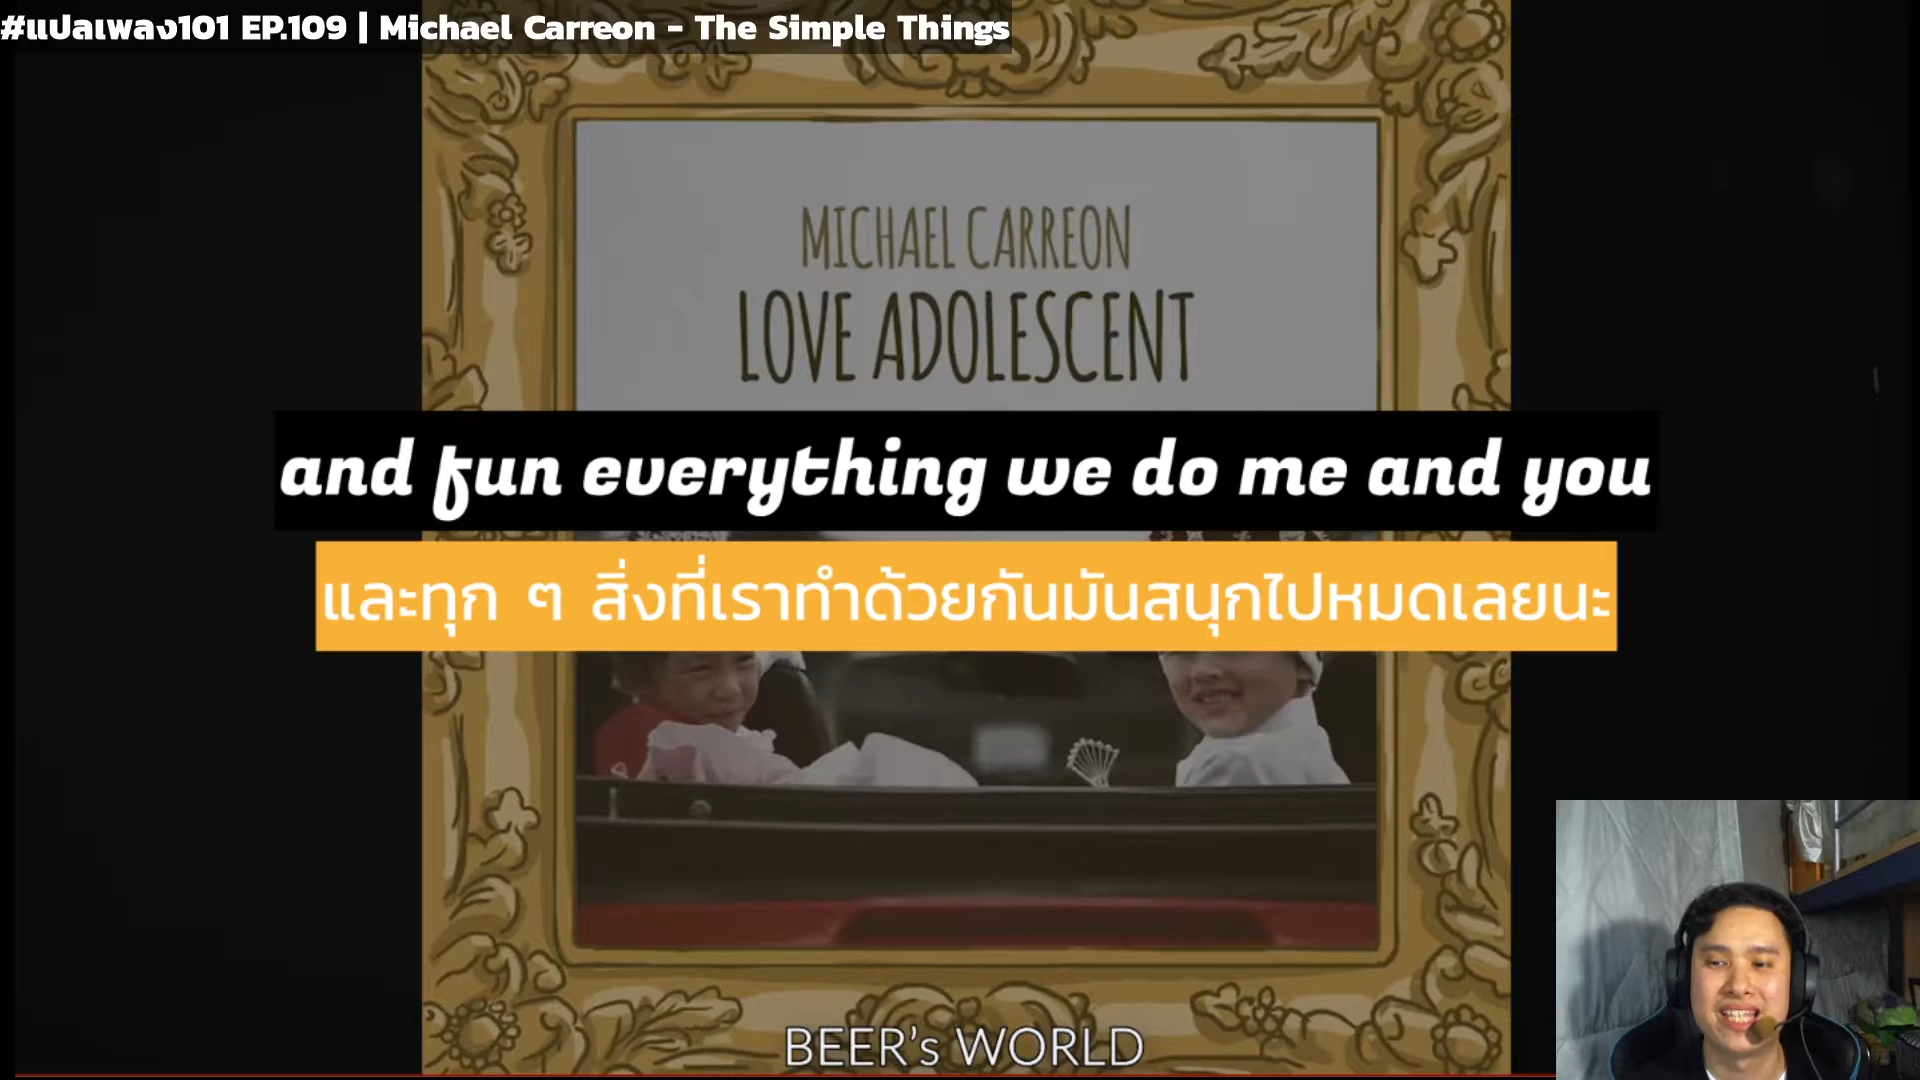 #แปลเพลง101 EP.109 | Michael Carreon - The Simple Things
MICHAEL CARREON
LOVE ADOLESCENT
and fun everything we do me and you
และทุก ๆ สิ่งที่เราทำด้วยกันมันสนุกไปหมดเลยนะ
BEER's WORLD